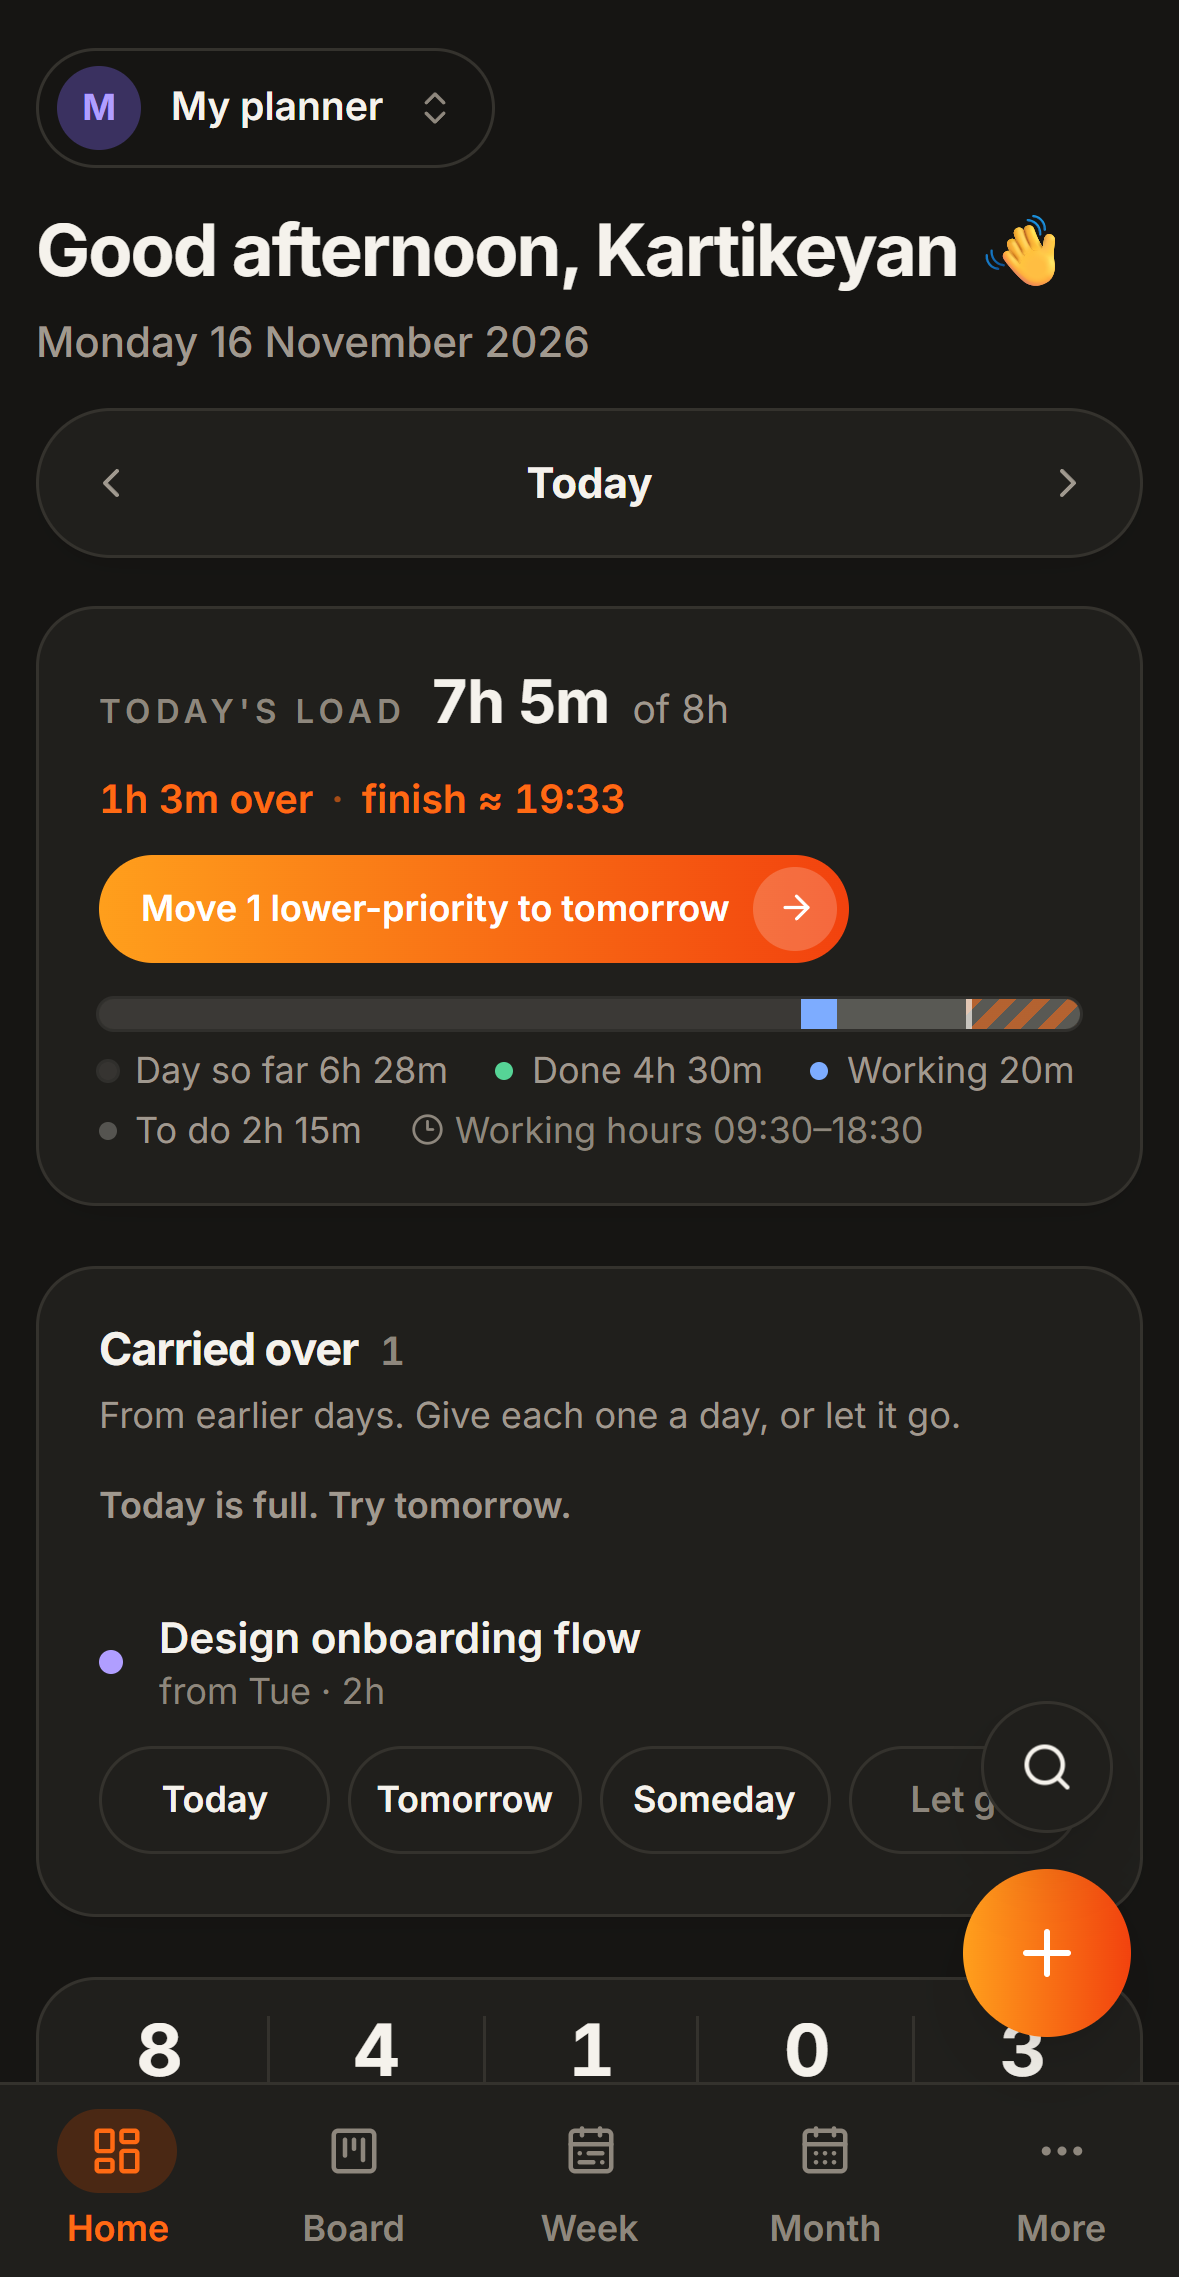 M My planner
Good afternoon, Kartikeyan 👋
Monday 16 November 2026
Today
TODAY'S LOAD 7h 5m of 8h
1h 3m over · finish ≈ 19:33
Move 1 lower-priority to tomorrow
Day so far 6h 28m Done 4h 30m Working 20m
To do 2h 15m Working hours 09:30–18:30
Carried over 1
From earlier days. Give each one a day, or let it go.
Today is full. Try tomorrow.
Design onboarding flow
from Tue · 2h
Today Tomorrow Someday Let
8 4 1 0 3
Home Board Week Month More